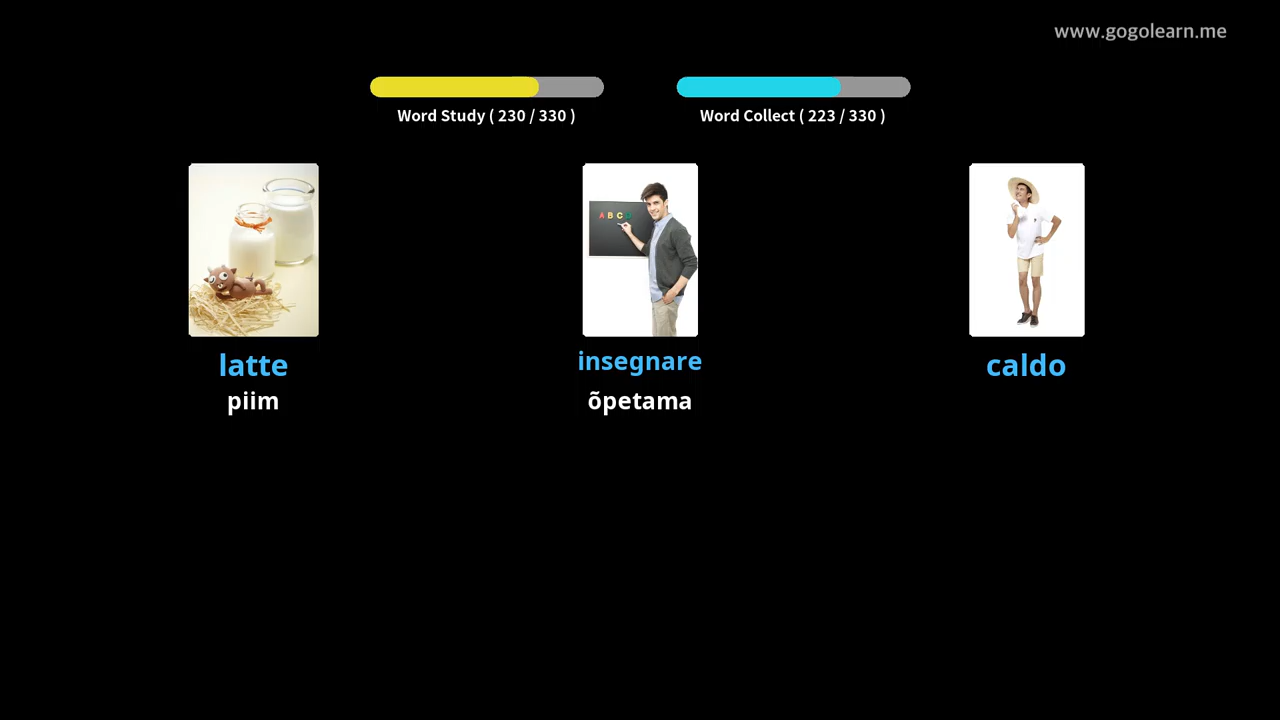 www.gogolearn.me
Word Study ( 230 / 330 )
Word Collect ( 223 / 330 )
A B C D
latte
piim
insegnare
õpetama
caldo